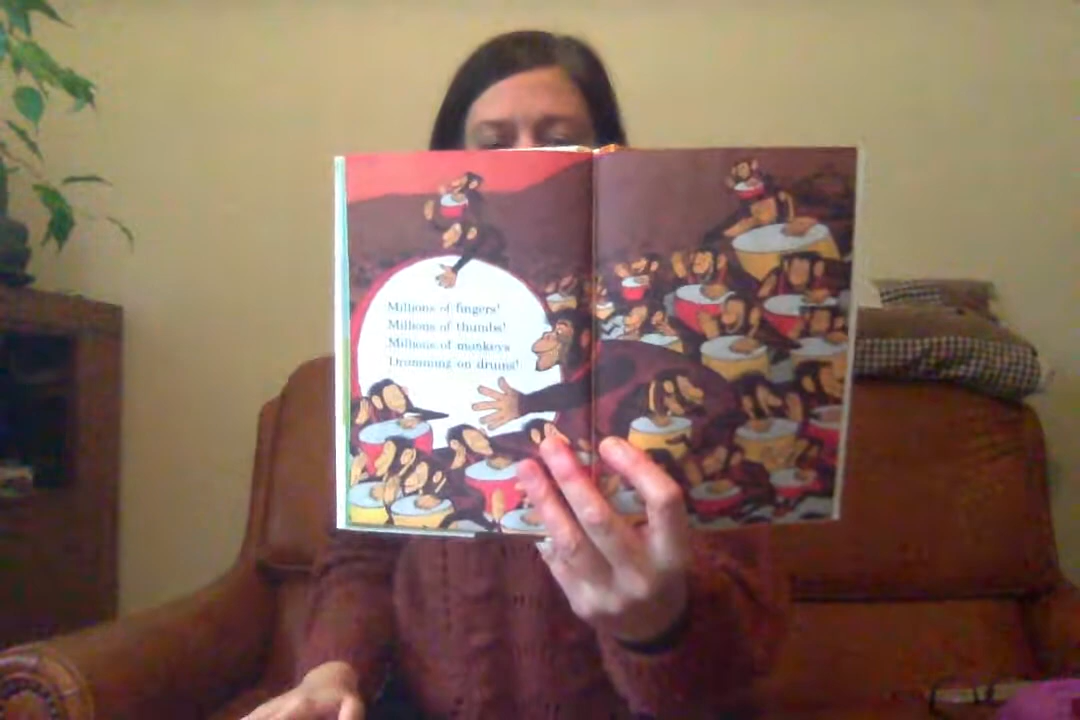 Millions of fingers!
Millions of thumbs!
Millions of monkeys
Drumming on drums!